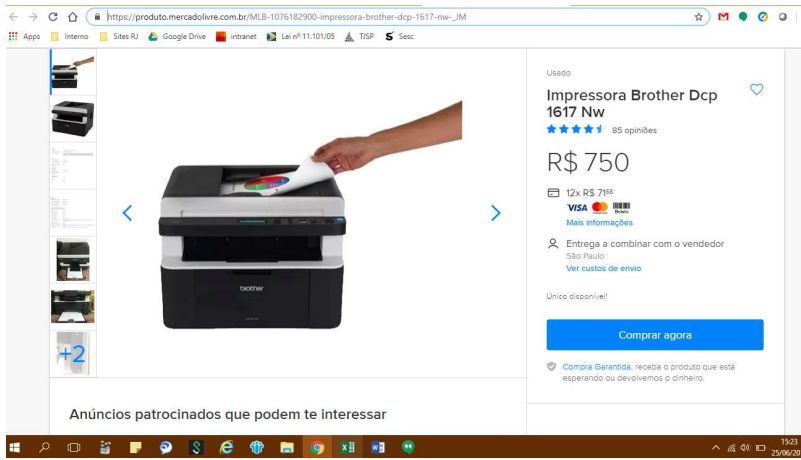 https://produto.mercadolivre.com.br/MLB-1076182900-impressora-brother-dcp-1617-nw-_JM
Apps Interno Sites RJ Google Drive intranet Lei nº 11.101/05 TJSP Sesc
Usado
Impressora Brother Dcp
1617 Nw
85 opiniões
R$ 750
12x R$ 71⁵⁸
VISA Boleto
Mais informações
Entrega a combinar com o vendedor
São Paulo
Ver custos de envio
Único disponível!
Comprar agora
Compra Garantida, receba o produto que está
esperando ou devolvemos o dinheiro.
brother
+2
Anúncios patrocinados que podem te interessar
15:23
25/06/20